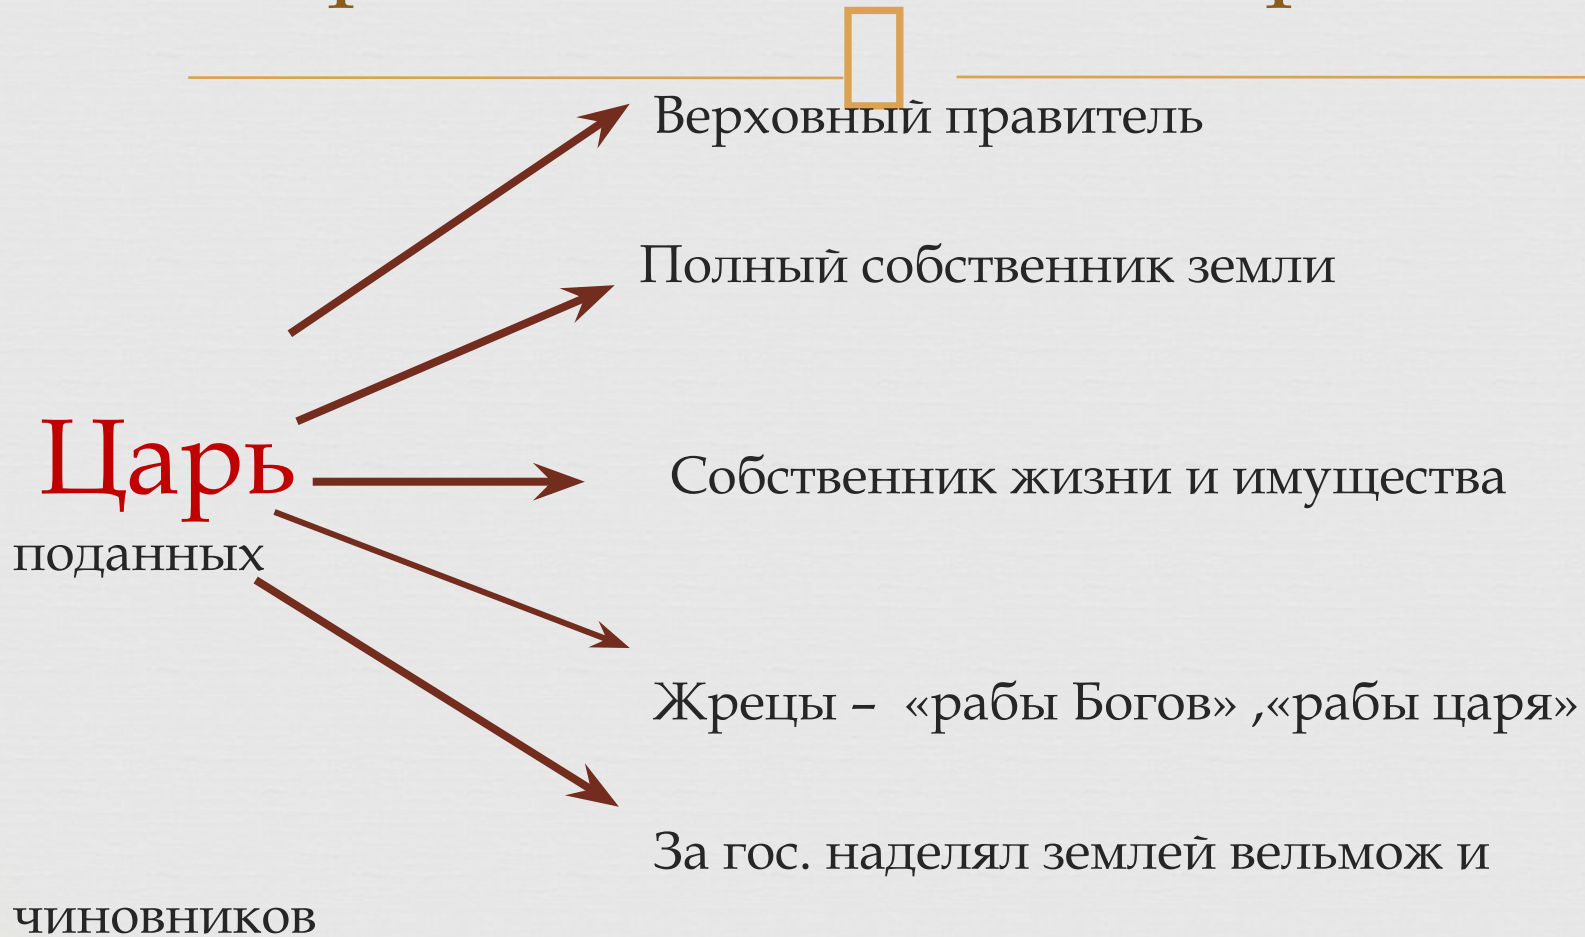 Верховный правитель
Полный собственник земли
Царь Собственник жизни и имущества
поданных
Жрецы – «рабы Богов» ,«рабы царя»
За гос. наделял землей вельмож и
чиновников